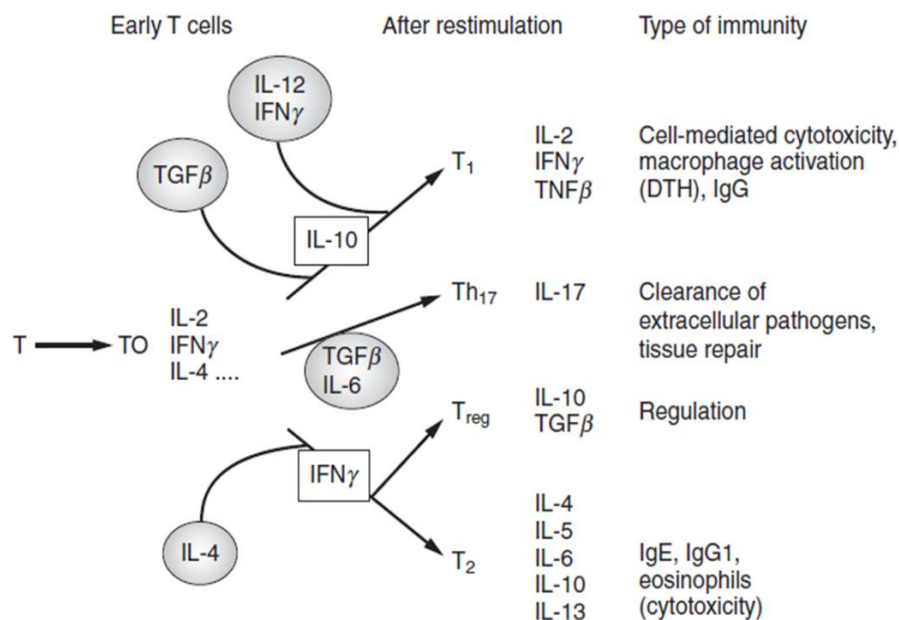 Early T cells
After restimulation
Type of immunity
IL-12
IFNγ
TGFβ
IL-10
T₁
IL-2
IFNγ
TNFβ
Cell-mediated cytotoxicity,
macrophage activation
(DTH), IgG
T
TO
IL-2
IFNγ
IL-4 ....
TGFβ
IL-6
Th₁₇
IL-17
Clearance of
extracellular pathogens,
tissue repair
IL-4
IFNγ
Treg
IL-10
TGFβ
Regulation
T₂
IL-4
IL-5
IL-6
IL-10
IL-13
IgE, IgG1,
eosinophils
(cytotoxicity)